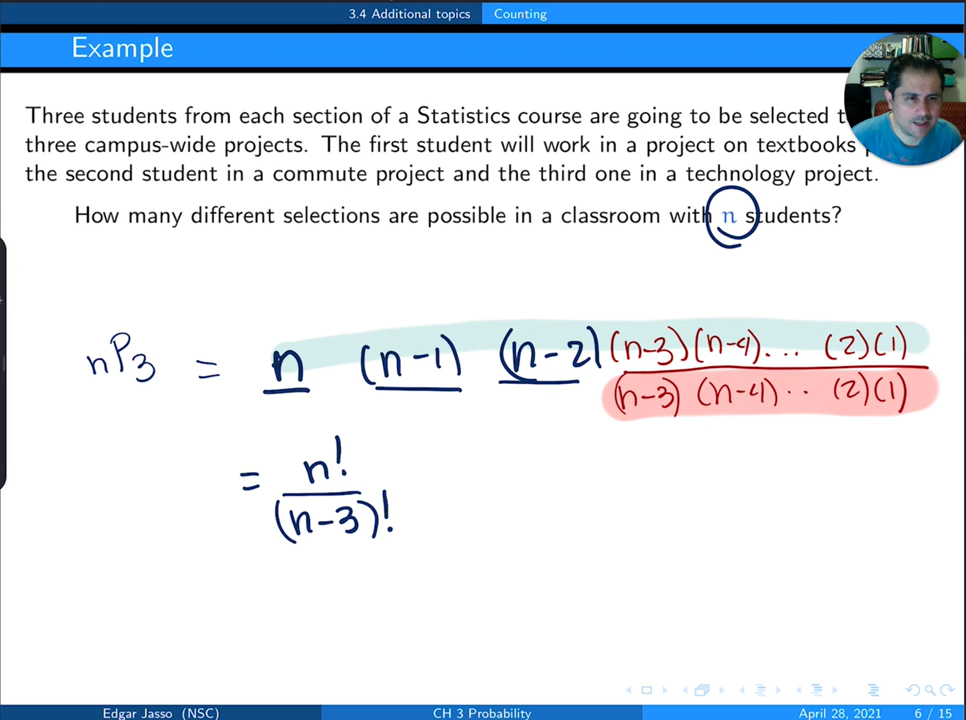 3.4 Additional topics Counting
Example
Three students from each section of a Statistics course are going to be selected
three campus-wide projects. The first student will work in a project on textbooks
the second student in a commute project and the third one in a technology project.
How many different selections are possible in a classroom with n students?
nP3 = n (n-1) (n-2) (n-3)(n-4)... (2)(1)
(n-3) (n-4)... (2)(1)
= n!
(n-3)!
Edgar Jasso (NSC) CH 3 Probability April 28, 2021 6 / 15